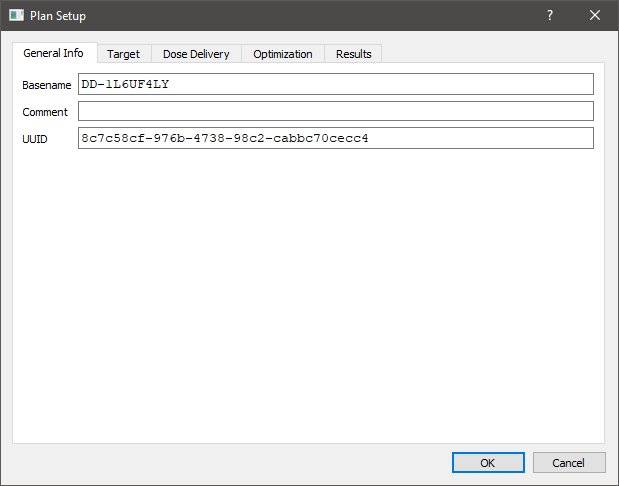 Plan Setup
?
General Info
Target
Dose Delivery
Optimization
Results
Basename DD-1L6UF4LY
Comment
UUID 8c7c58cf-976b-4738-98c2-cabbc70cecc4
OK
Cancel